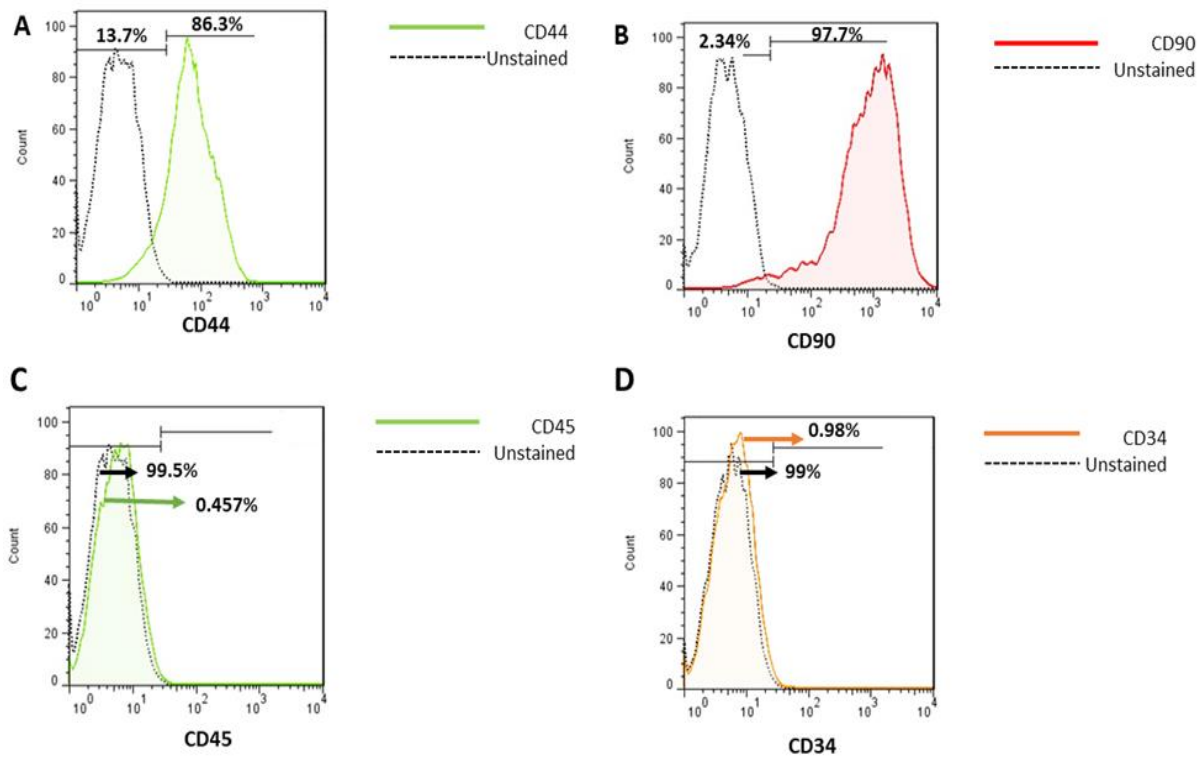 A
13.7%
86.3%
CD44
Unstained
100
80
60
40
20
0
Count
10^0
10^1
10^2
10^3
10^4
CD44
B
2.34%
97.7%
CD90
Unstained
100
80
60
40
20
0
Count
10^0
10^1
10^2
10^3
10^4
CD90
C
CD45
Unstained
99.5%
0.457%
100
80
60
40
20
0
Count
10^0
10^1
10^2
10^3
10^4
CD45
D
0.98%
CD34
Unstained
99%
100
80
60
40
20
0
Count
10^0
10^1
10^2
10^3
10^4
CD34